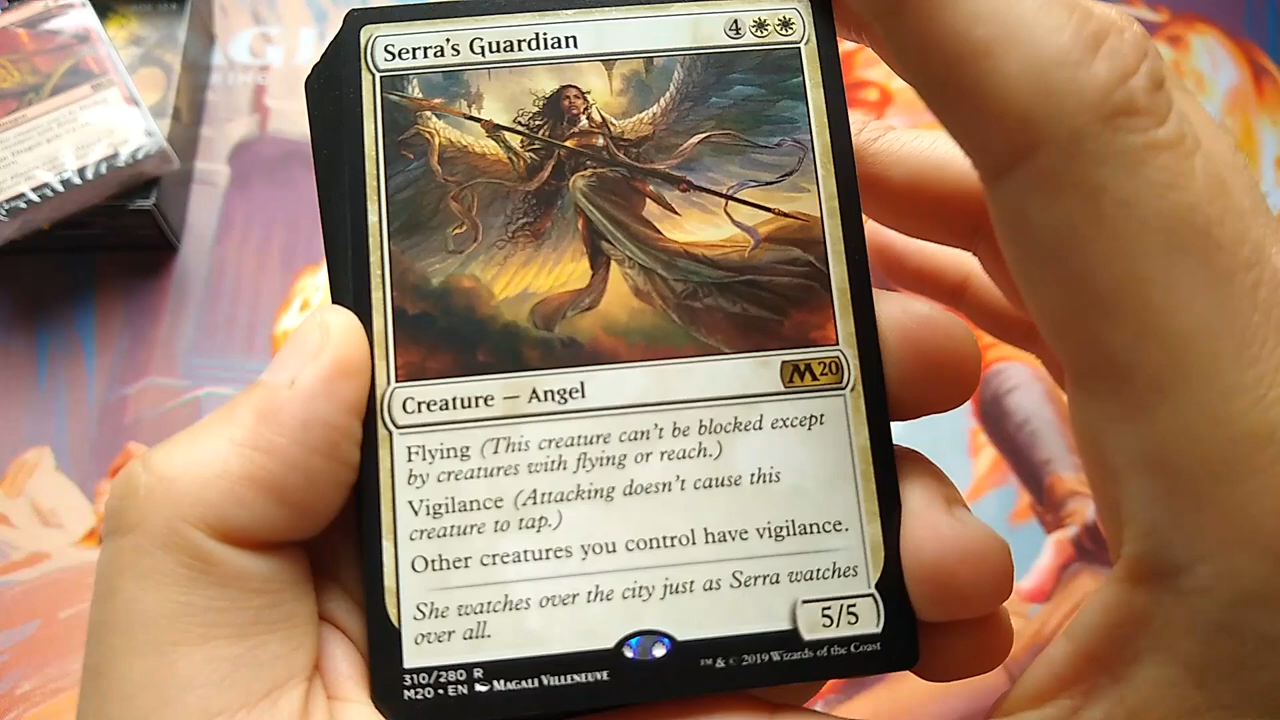 Serra's Guardian 4
Creature — Angel M20
Flying (This creature can't be blocked except
by creatures with flying or reach.)
Vigilance (Attacking doesn't cause this
creature to tap.)
Other creatures you control have vigilance.
She watches over the city just as Serra watches
over all.
5/5
310/280 R
M20 • EN MAGALI VILLENEUVE
™ & © 2019 Wizards of the Coast